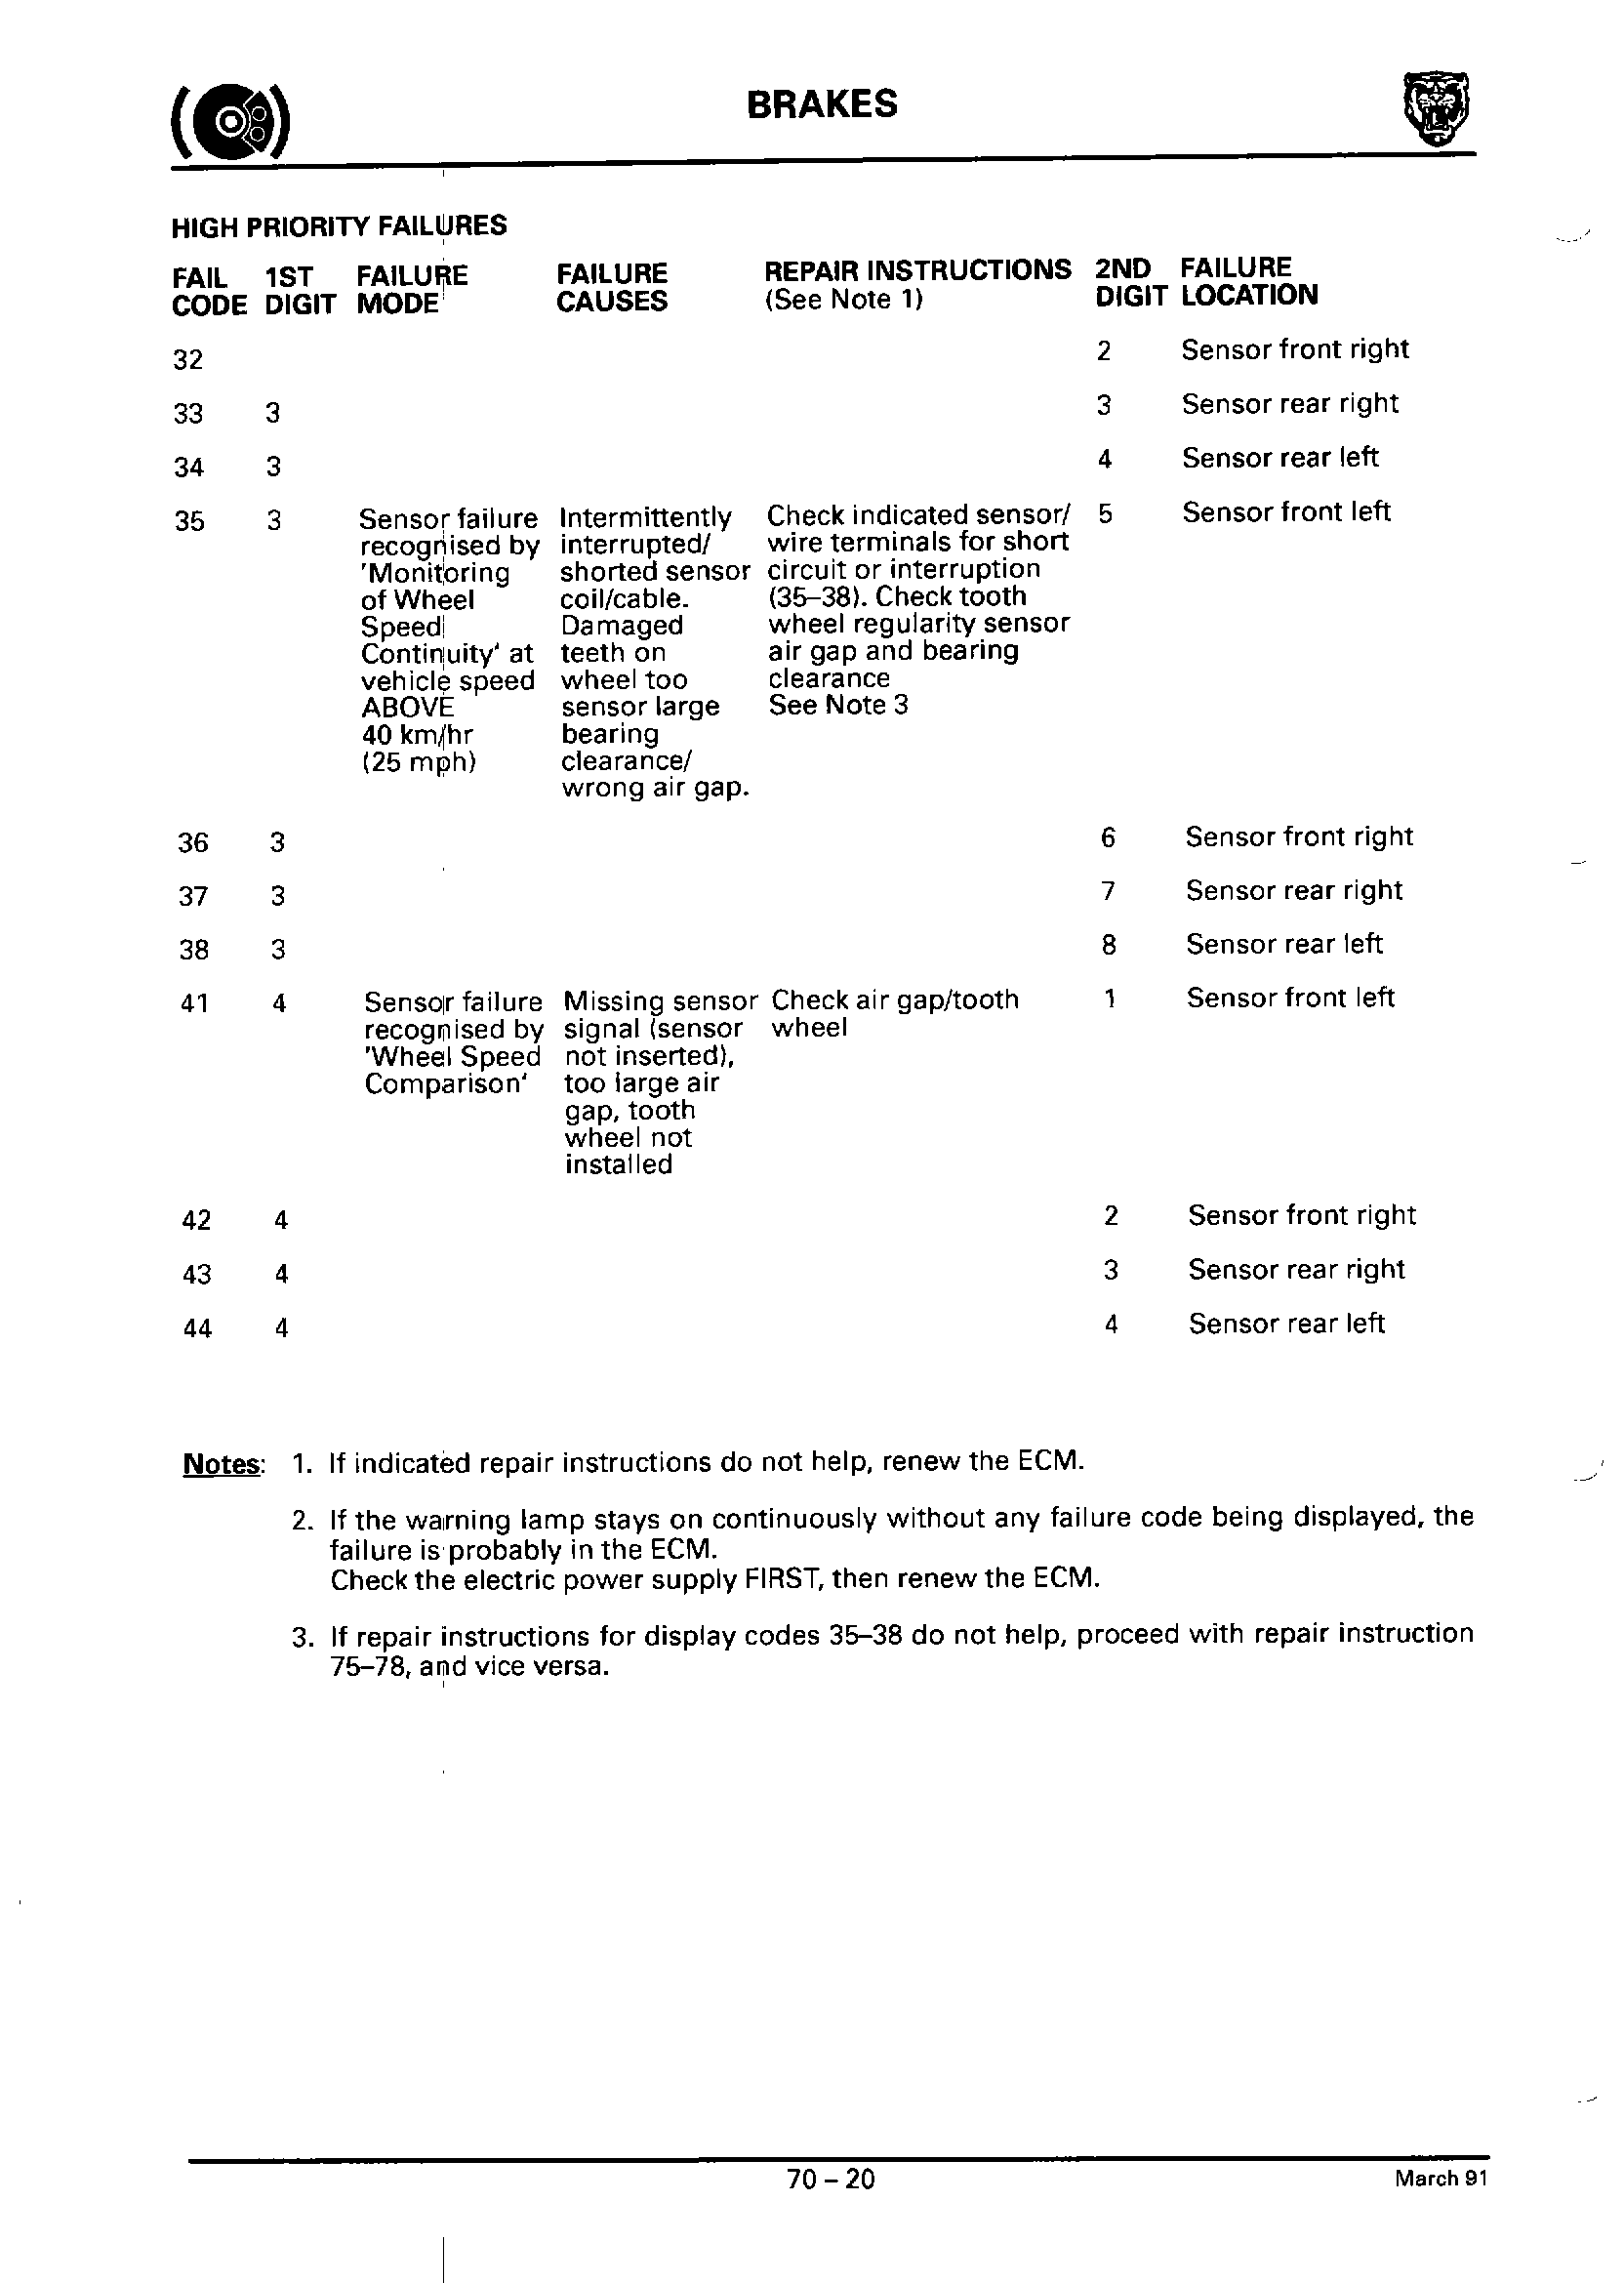 BRAKES
HIGH PRIORITY FAILURES
FAIL 1ST FAILURE FAILURE REPAIR INSTRUCTIONS 2ND FAILURE
CODE DIGIT MODE CAUSES (See Note 1) DIGIT LOCATION
32 2 Sensor front right
33 3 3 Sensor rear right
34 3 4 Sensor rear left
35 3 Sensor failure Intermittently Check indicated sensor/ 5 Sensor front left
recognised by interrupted/ wire terminals for short
'Monitoring shorted sensor circuit or interruption
of Wheel coil/cable. (35–38). Check tooth
Speed Damaged wheel regularity sensor
Continuity' at teeth on air gap and bearing
vehicle speed wheel too clearance
ABOVE sensor large See Note 3
40 km/hr bearing
(25 mph) clearance/
wrong air gap.
36 3 6 Sensor front right
37 3 7 Sensor rear right
38 3 8 Sensor rear left
41 4 Sensor failure Missing sensor Check air gap/tooth 1 Sensor front left
recognised by signal (sensor wheel
'Wheel Speed not inserted),
Comparison' too large air
gap, tooth
wheel not
installed
42 4 2 Sensor front right
43 4 3 Sensor rear right
44 4 4 Sensor rear left
Notes: 1. If indicated repair instructions do not help, renew the ECM.
2. If the warning lamp stays on continuously without any failure code being displayed, the
failure is probably in the ECM.
Check the electric power supply FIRST, then renew the ECM.
3. If repair instructions for display codes 35–38 do not help, proceed with repair instruction
75–78, and vice versa.
70 – 20
March 91